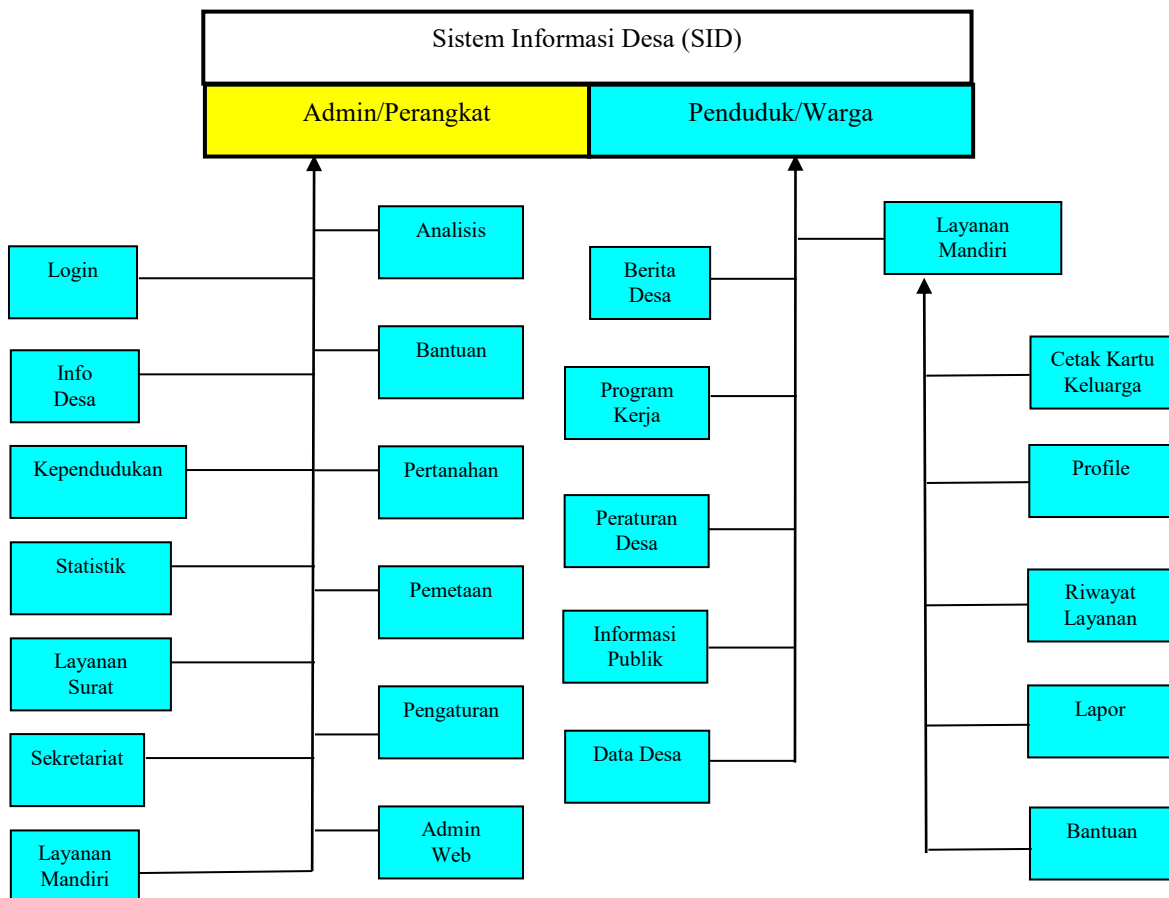 Sistem Informasi Desa (SID)
Admin/Perangkat
Penduduk/Warga
Login
Info
Desa
Kependudukan
Statistik
Layanan
Surat
Sekretariat
Layanan
Mandiri
Analisis
Bantuan
Pertanahan
Pemetaan
Pengaturan
Admin
Web
Berita
Desa
Program
Kerja
Peraturan
Desa
Informasi
Publik
Data Desa
Layanan
Mandiri
Cetak Kartu
Keluarga
Profile
Riwayat
Layanan
Lapor
Bantuan